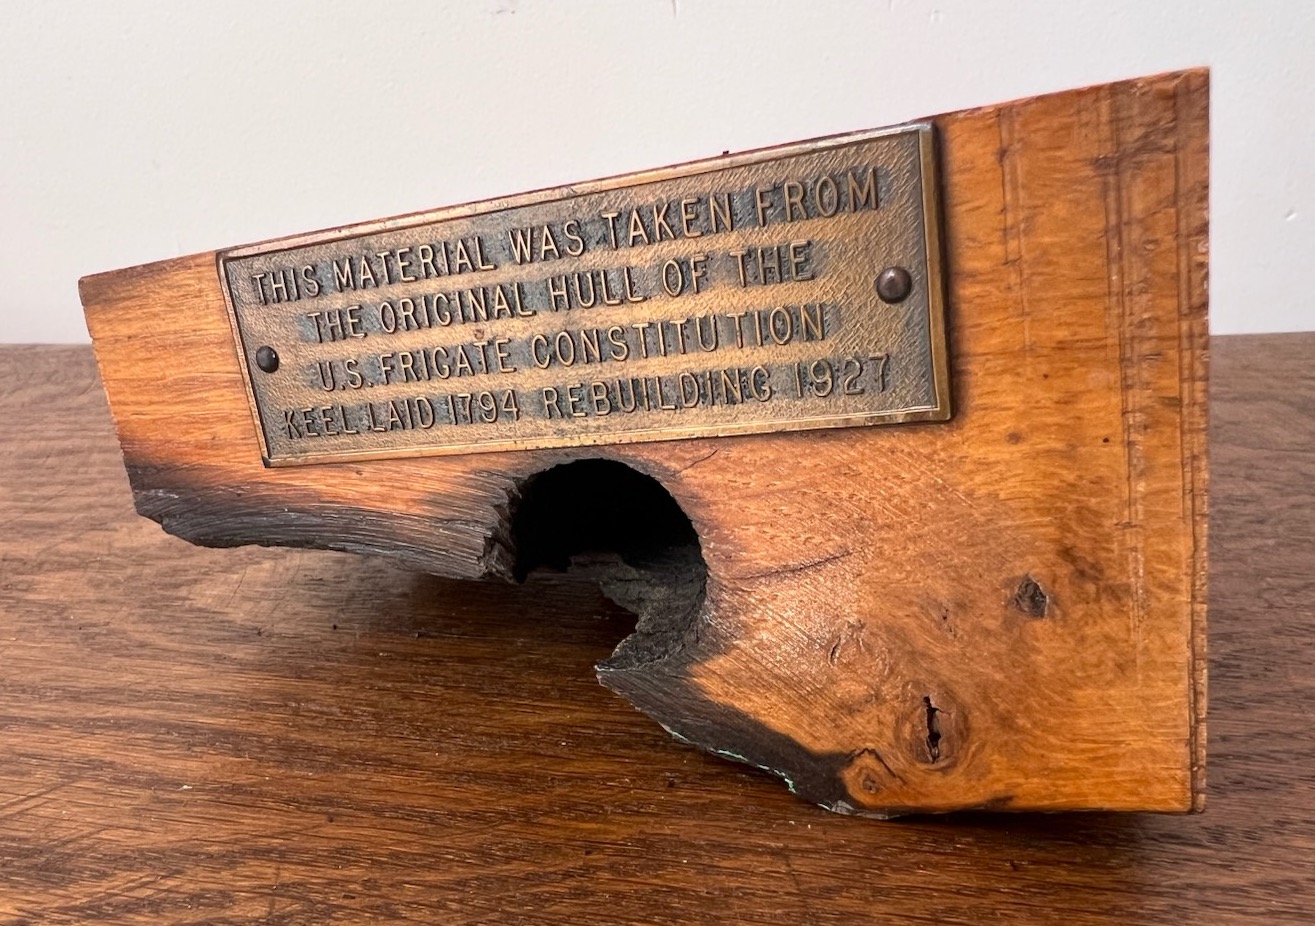 THIS MATERIAL WAS TAKEN FROM
THE ORIGINAL HULL OF THE
U.S. FRIGATE CONSTITUTION
KEEL LAID 1794 REBUILDING 1927